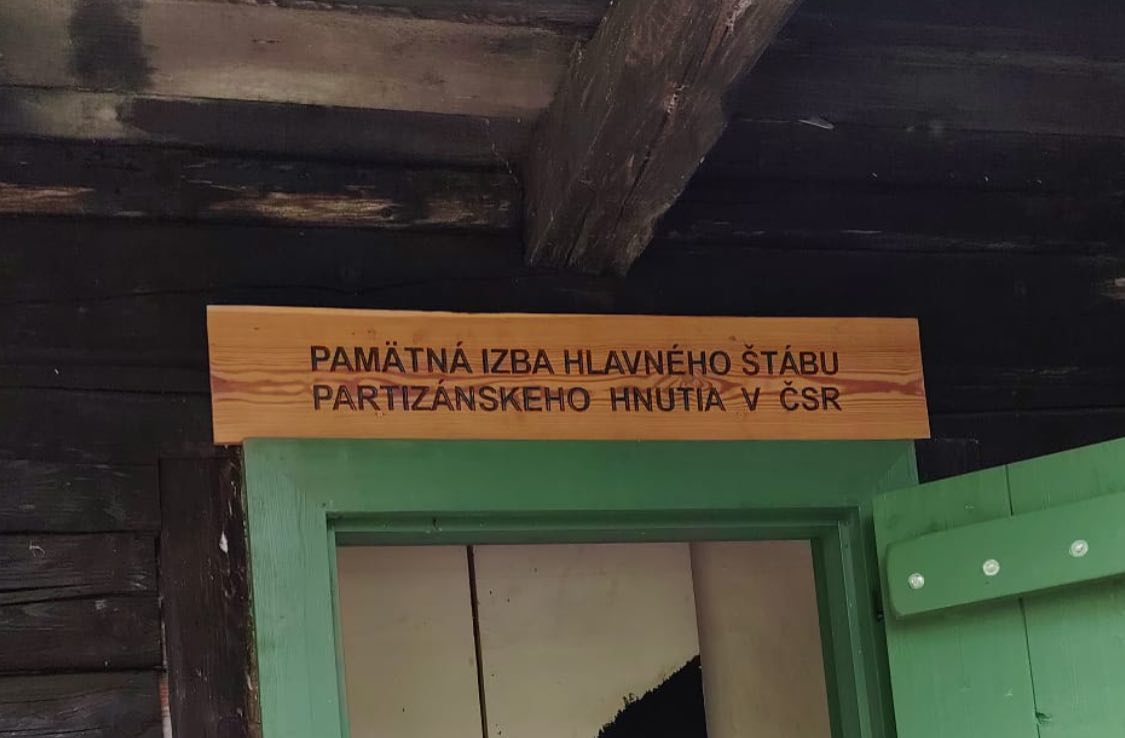 PAMÄTNÁ IZBA HLAVNÉHO ŠTÁBU
PARTIZÁNSKEHO HNUTIA V ČSR